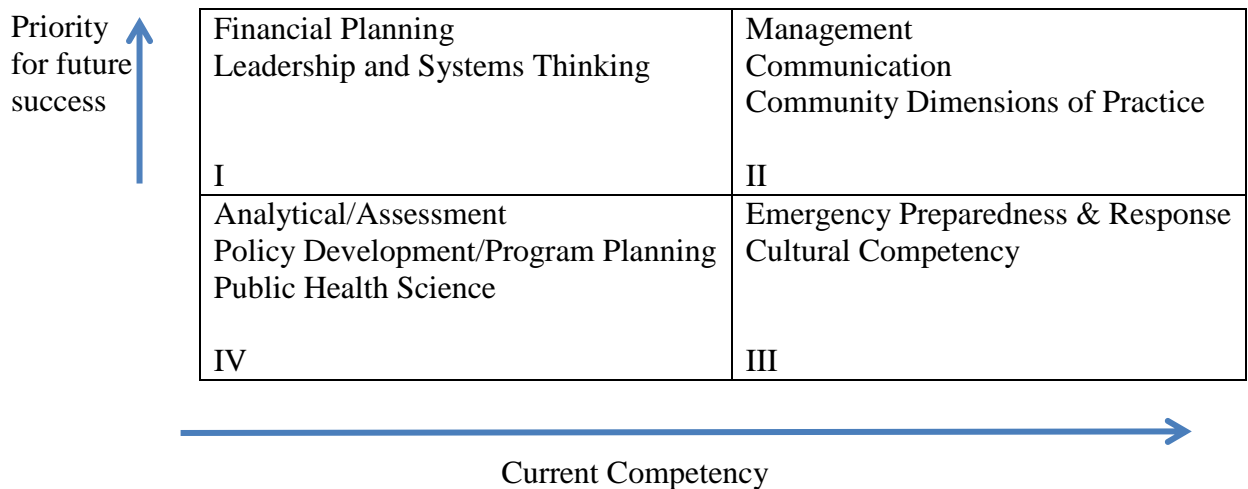 Priority
for future
success
Financial Planning
Leadership and Systems Thinking
I
Management
Communication
Community Dimensions of Practice
II
Analytical/Assessment
Policy Development/Program Planning
Public Health Science
IV
Emergency Preparedness & Response
Cultural Competency
III
Current Competency